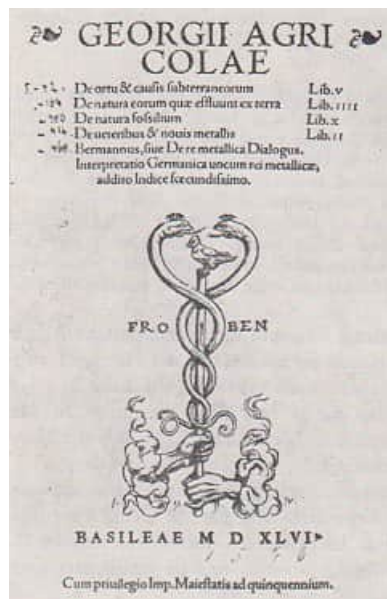 GEORGII AGRI
COLAE
De ortu & causis subterraneorum Lib. v
De natura eorum quæ effluunt ex terra Lib. IIII
De natura fossilium Lib. x
De ueteribus & nouis metallis Lib. II
Bermannus, siue De re metallica Dialogus.
Interpretatio Germanica uocum rei metallicæ,
addito Indice fœcundissimo.
FRO BEN
BASILEAE M D XLVI
Cum priuilegio Imp. Maiestatis ad quinquennium.